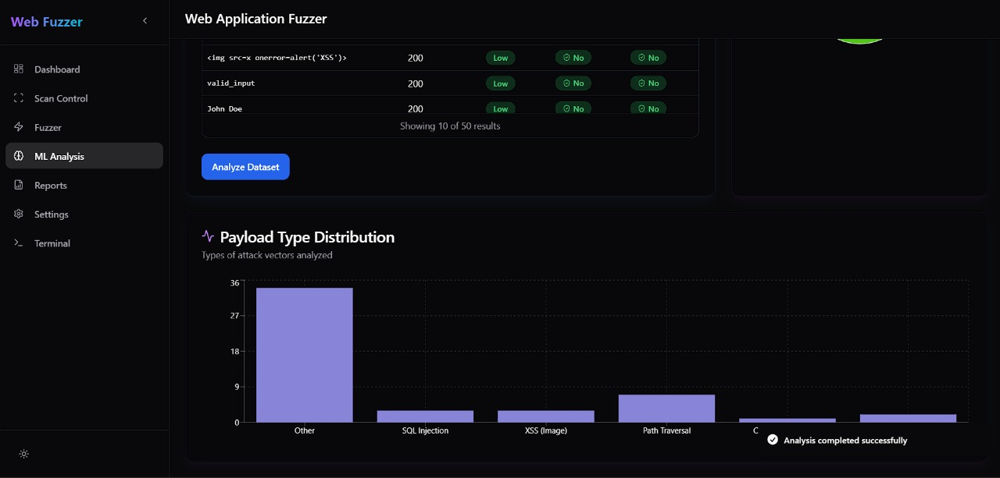 Web Fuzzer
Dashboard
Scan Control
Fuzzer
ML Analysis
Reports
Settings
Terminal
Web Application Fuzzer
<img src=x onerror=alert('XSS')> 200 Low No No
valid_input 200 Low No No
John Doe 200 Low No No
Showing 10 of 50 results
Analyze Dataset
Payload Type Distribution
Types of attack vectors analyzed
36
27
18
9
0
Other SQL Injection XSS (Image) Path Traversal
Analysis completed successfully